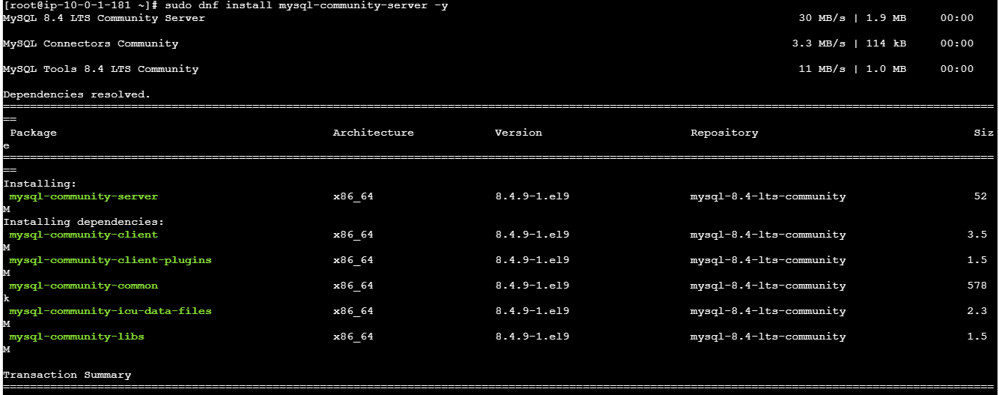 [root@ip-10-0-1-181 ~]# sudo dnf install mysql-community-server -y
MySQL 8.4 LTS Community Server 30 MB/s | 1.9 MB 00:00
MySQL Connectors Community 3.3 MB/s | 114 kB 00:00
MySQL Tools 8.4 LTS Community 11 MB/s | 1.0 MB 00:00
Dependencies resolved.
===================================================================================================================================================
==
Package Architecture Version Repository Siz
e
===================================================================================================================================================
==
Installing:
mysql-community-server x86_64 8.4.9-1.el9 mysql-8.4-lts-community 52
M
Installing dependencies:
mysql-community-client x86_64 8.4.9-1.el9 mysql-8.4-lts-community 3.5
M
mysql-community-client-plugins x86_64 8.4.9-1.el9 mysql-8.4-lts-community 1.5
M
mysql-community-common x86_64 8.4.9-1.el9 mysql-8.4-lts-community 578
k
mysql-community-icu-data-files x86_64 8.4.9-1.el9 mysql-8.4-lts-community 2.3
M
mysql-community-libs x86_64 8.4.9-1.el9 mysql-8.4-lts-community 1.5
M
Transaction Summary
===================================================================================================================================================